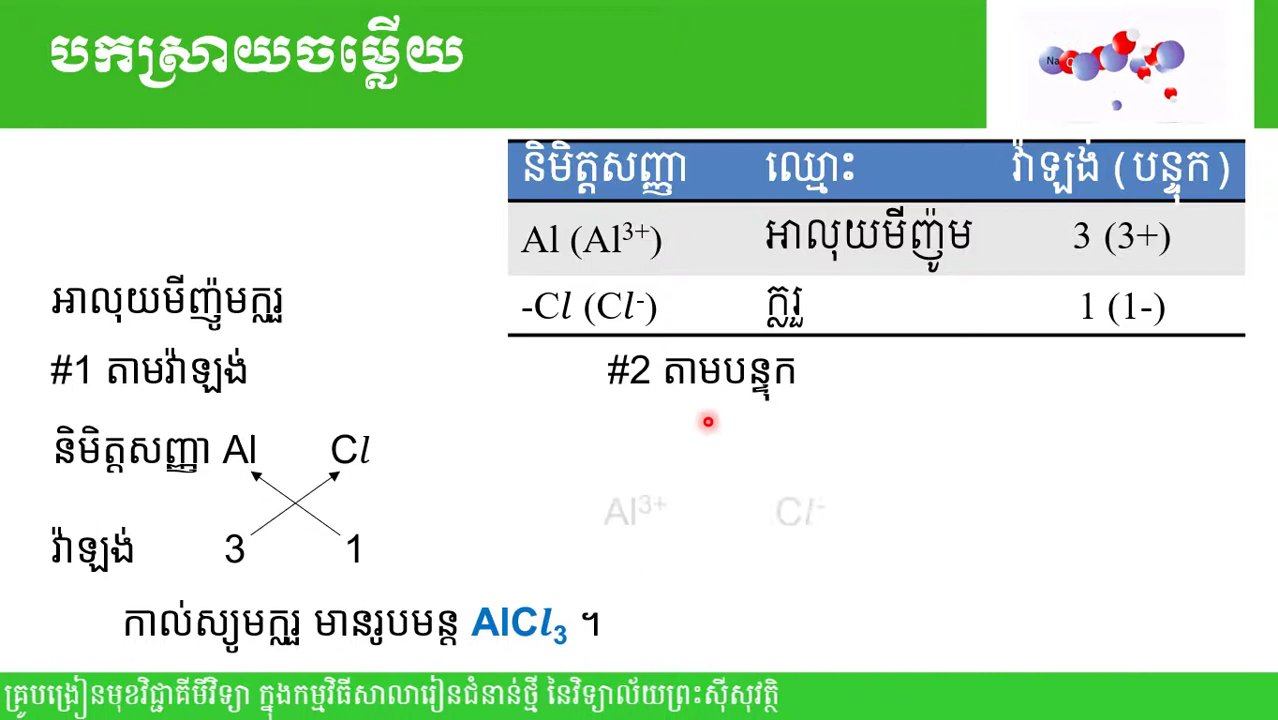 បកស្រាយចម្លើយ
Na
និមិត្តសញ្ញា ឈ្មោះ វ៉ាឡង់ (បន្ទុក)
Al (Al³⁺) អាលុយមីញ៉ូម 3 (3+)
-Cl (Cl⁻) ក្លរួ 1 (1-)
អាលុយមីញ៉ូមក្លរួ
#1 តាមវ៉ាឡង់ #2 តាមបន្ទុក
និមិត្តសញ្ញា Al Cl
Al³⁺ Cl⁻
វ៉ាឡង់ 3 1
កាល់ស្យូមក្លរួ មានរូបមន្ត AlCl₃ ។
គ្រូបង្រៀនមុខវិជ្ជាគីមីវិទ្យា ក្នុងកម្មវិធីសាលារៀនជំនាន់ថ្មី នៃវិទ្យាល័យព្រះស៊ីសុវត្ថិ